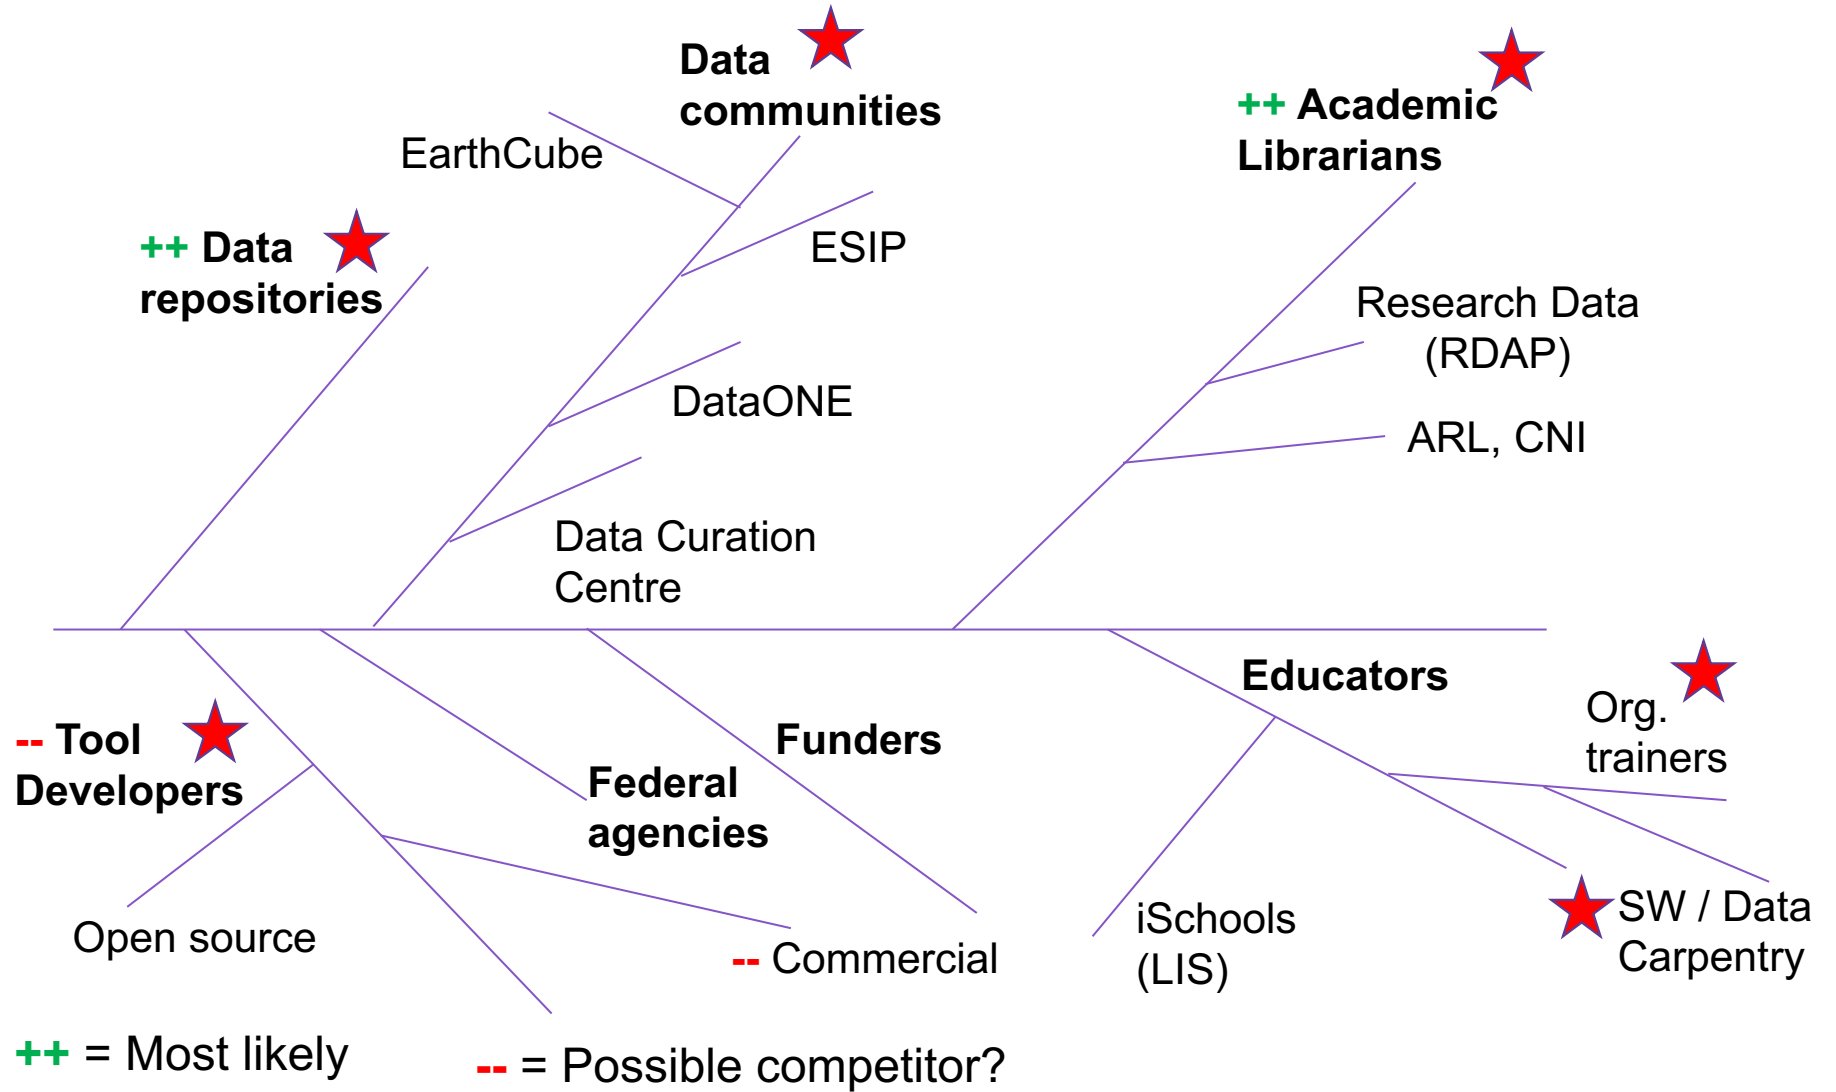 Data
communities
++ Academic
Librarians
EarthCube
++ Data
repositories
ESIP
Research Data
(RDAP)
DataONE
ARL, CNI
Data Curation
Centre
Educators
Org.
trainers
-- Tool
Developers
Funders
Federal
agencies
Open source
-- Commercial
iSchools
(LIS)
SW / Data
Carpentry
++ = Most likely
-- = Possible competitor?